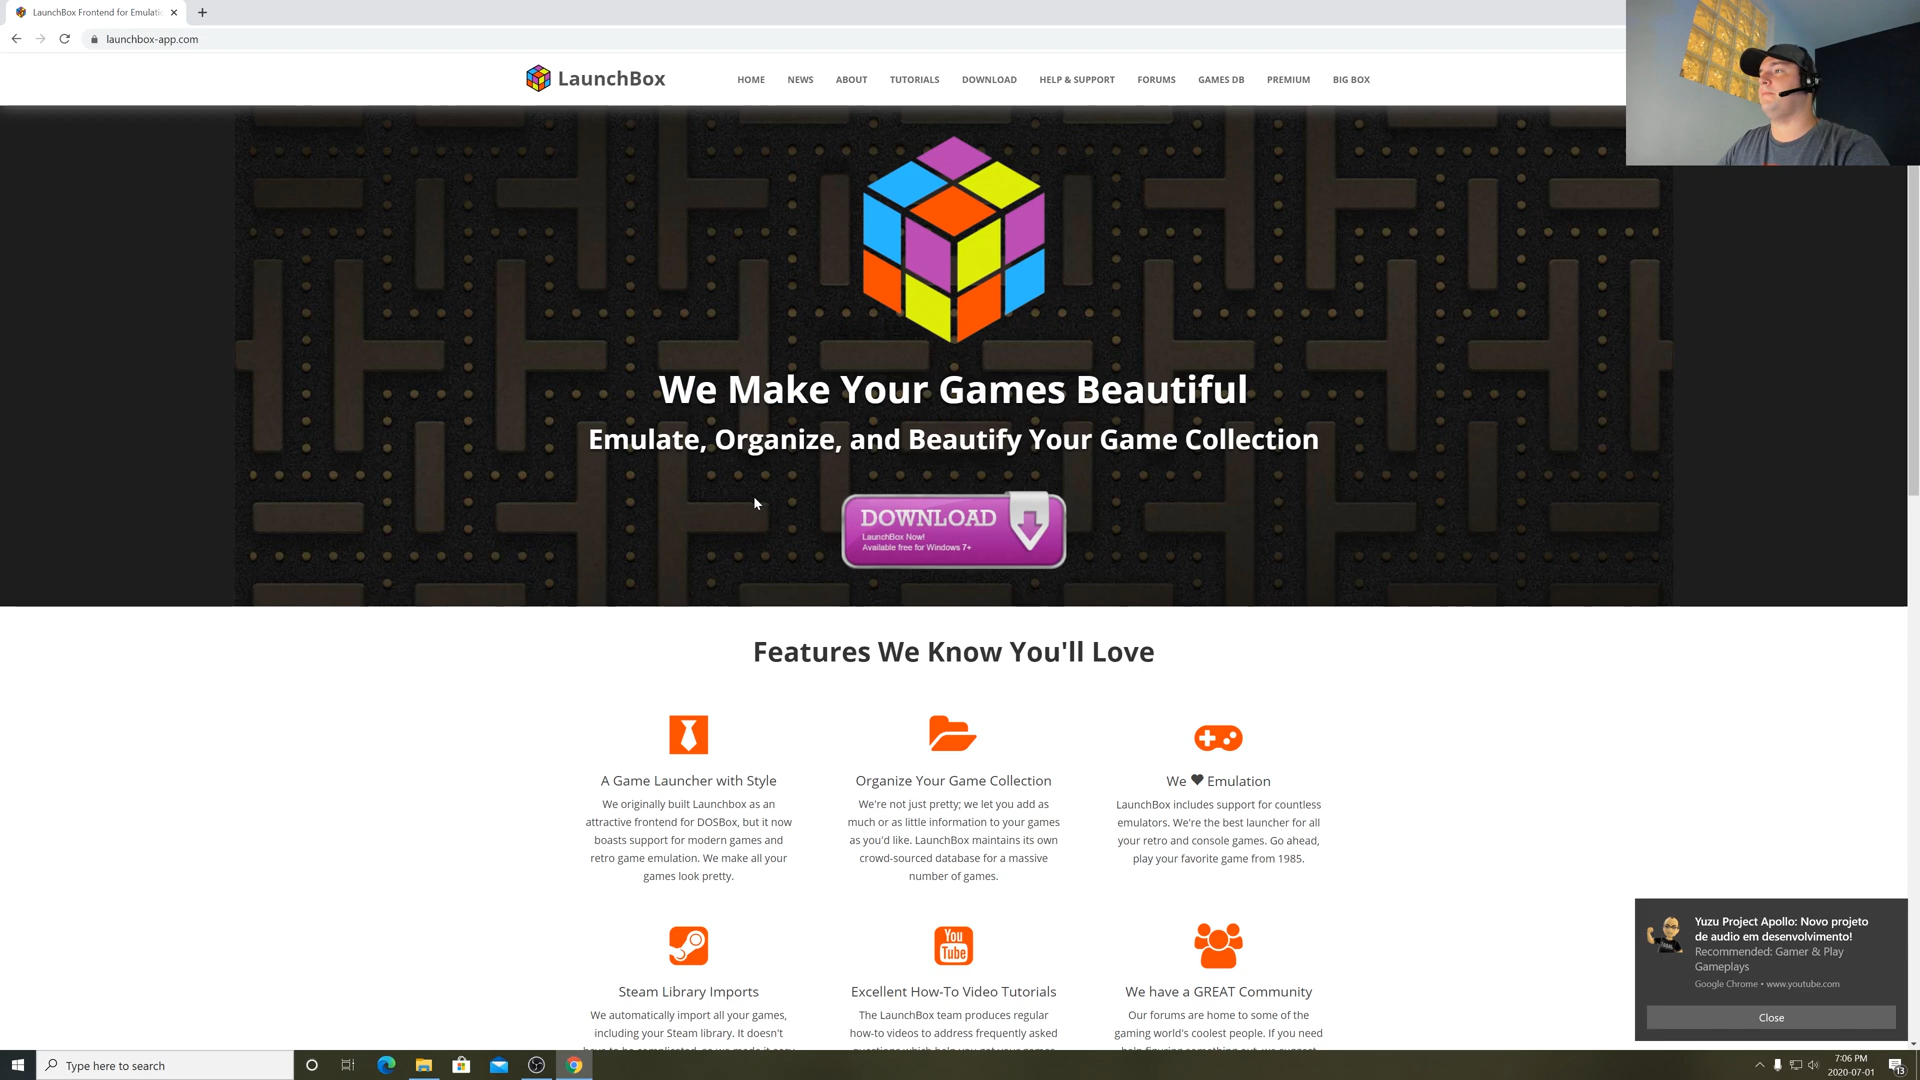 LaunchBox Frontend for Emulati
launchbox-app.com
LaunchBox
HOME NEWS ABOUT TUTORIALS DOWNLOAD HELP & SUPPORT FORUMS GAMES DB PREMIUM BIG BOX
We Make Your Games Beautiful
Emulate, Organize, and Beautify Your Game Collection
DOWNLOAD
LaunchBox Now!
Available free for Windows 7+
Features We Know You'll Love
A Game Launcher with Style
We originally built Launchbox as an
attractive frontend for DOSBox, but it now
boasts support for modern games and
retro game emulation. We make all your
games look pretty.
Organize Your Game Collection
We're not just pretty; we let you add as
much or as little information to your games
as you'd like. LaunchBox maintains its own
crowd-sourced database for a massive
number of games.
We ♥ Emulation
LaunchBox includes support for countless
emulators. We're the best launcher for all
your retro and console games. Go ahead,
play your favorite game from 1985.
Steam Library Imports
We automatically import all your games,
including your Steam library. It doesn't
You
Tube
Excellent How-To Video Tutorials
The LaunchBox team produces regular
how-to videos to address frequently asked
We have a GREAT Community
Our forums are home to some of the
gaming world's coolest people. If you need
Yuzu Project Apollo: Novo projeto
de audio em desenvolvimento!
Recommended: Gamer & Play
Gameplays
Google Chrome • www.youtube.com
Close
Type here to search
7:06 PM
2020-07-01
13